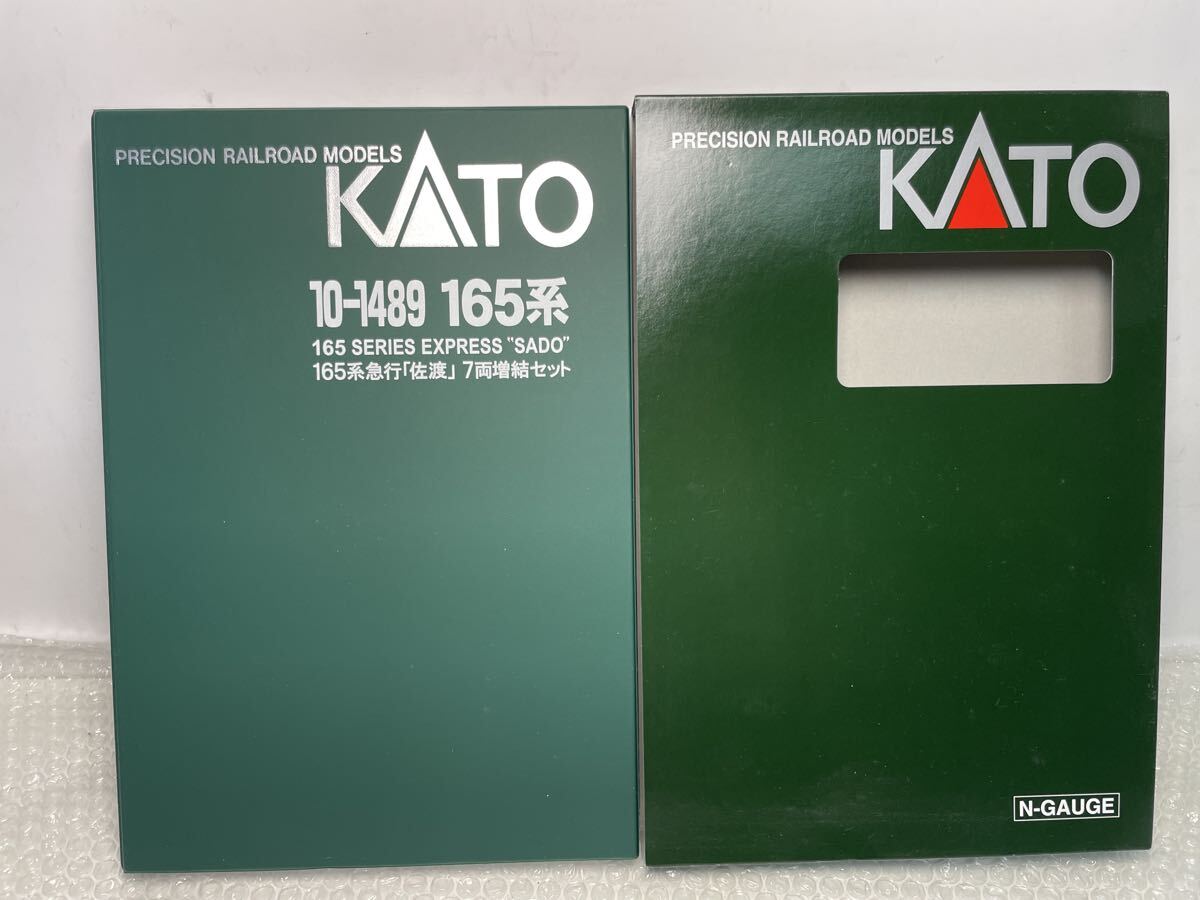 PRECISION RAILROAD MODELS
KATO
10-1489 165系
165 SERIES EXPRESS "SADO"
165系急行「佐渡」7両増結セット
PRECISION RAILROAD MODELS
KATO
N-GAUGE